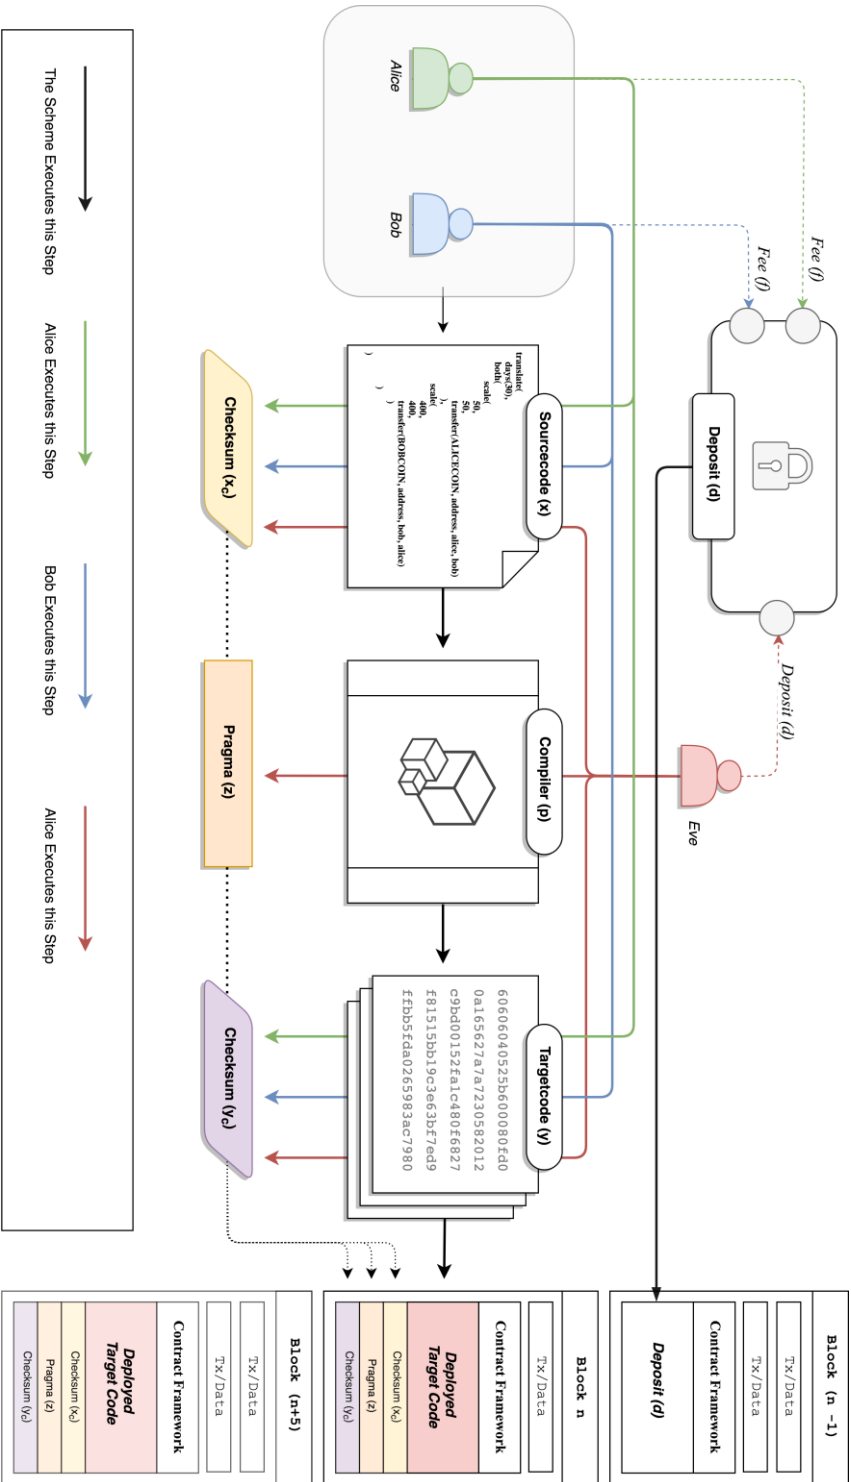 Alice
Bob
Fee (f)
Fee (f)
Deposit (d)
Deposit (d)
Eve
Sourcecode (x)
translate(
days(30),
both(
scale(
50,
50,
transfer(ALICECOIN, address, alice, bob)
),
scale(
400,
400,
transfer(BOBCOIN, address, bob, alice)
)
)
)
Compiler (p)
Targetcode (y)
60606040525b600080fd0
0a165627a7a7230582012
c9bd00152fa1c480f6827
f81515bb19c3e63bf7ed9
ffbb5fda0265983ac7980
Checksum (xc)
Pragma (z)
Checksum (yc)
Block (n -1)
Tx/Data
Tx/Data
Contract Framework
Deposit (d)
Block n
Tx/Data
Contract Framework
Deployed
Target Code
Checksum (xc)
Pragma (z)
Checksum (yc)
Block (n+5)
Tx/Data
Tx/Data
Contract Framework
Deployed
Target Code
Checksum (xc)
Pragma (z)
Checksum (yc)
The Scheme Executes this Step
Alice Executes this Step
Bob Executes this Step
Alice Executes this Step